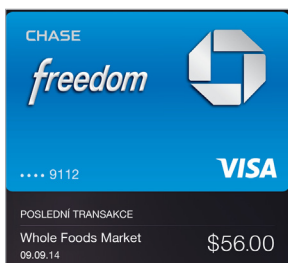 CHASE
freedom
•••• 9112
VISA
POSLEDNÍ TRANSAKCE
Whole Foods Market
$56.00
09.09.14